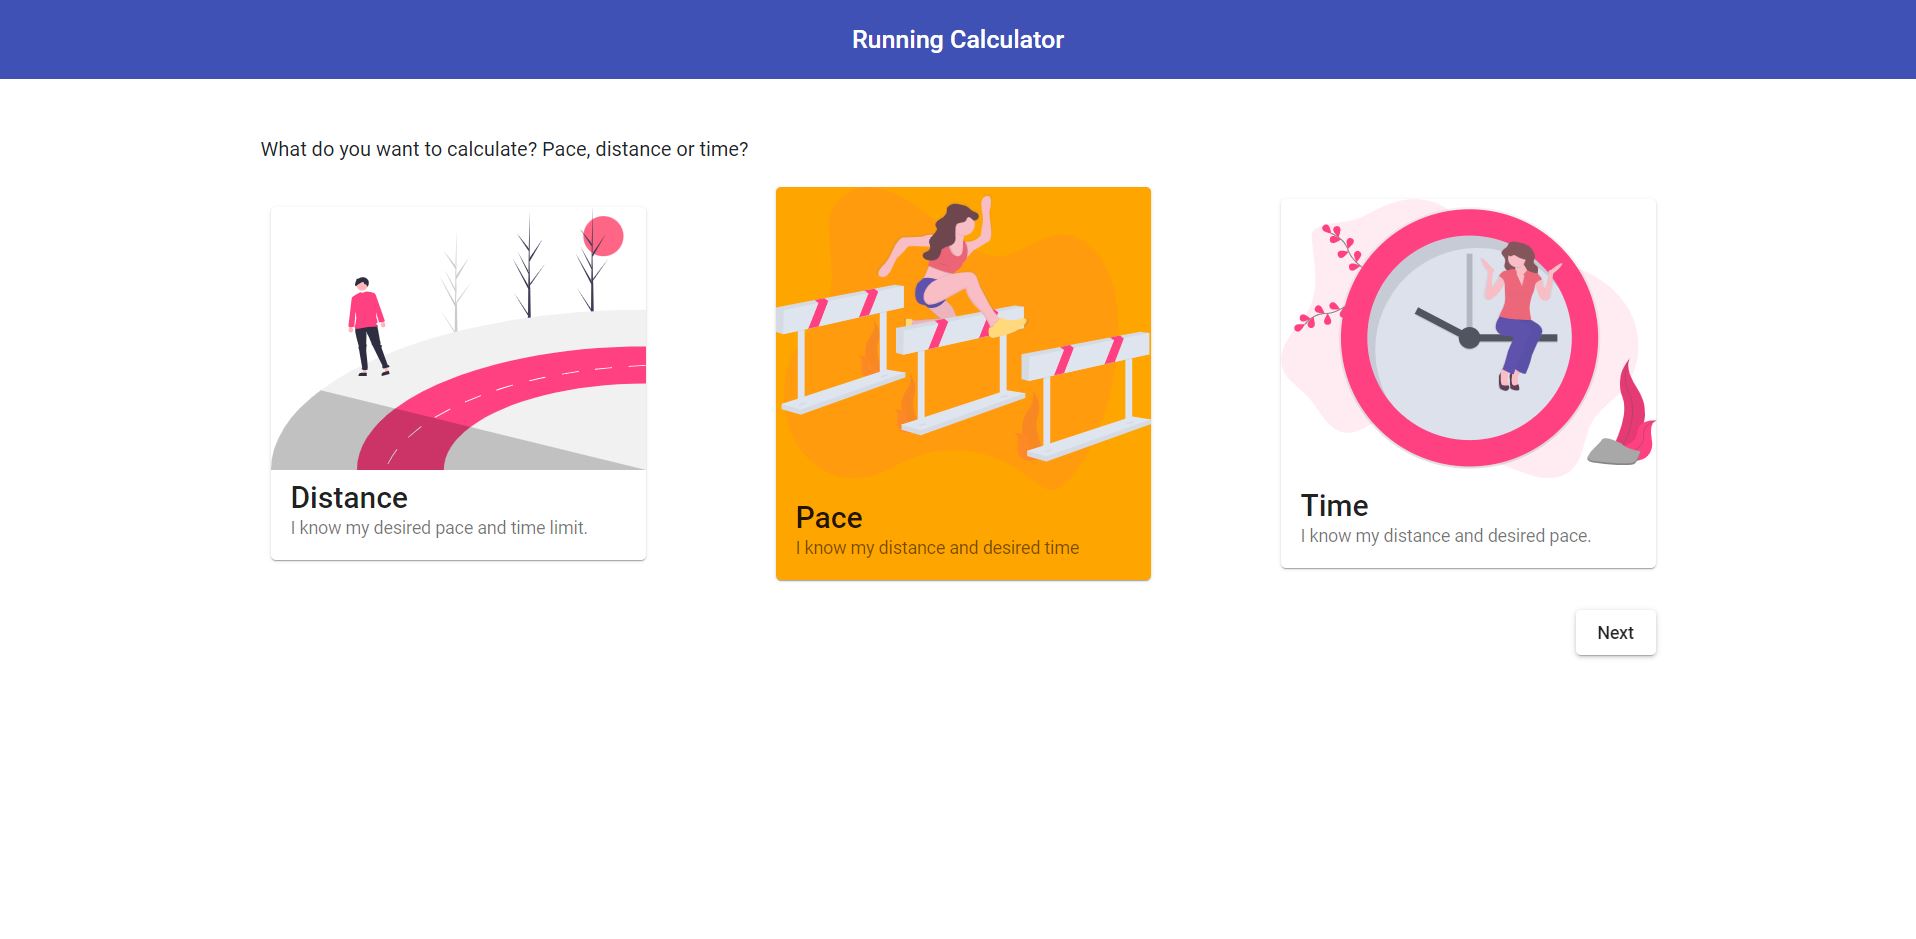 Running Calculator
What do you want to calculate? Pace, distance or time?
Distance
I know my desired pace and time limit.
Pace
I know my distance and desired time
Time
I know my distance and desired pace.
Next